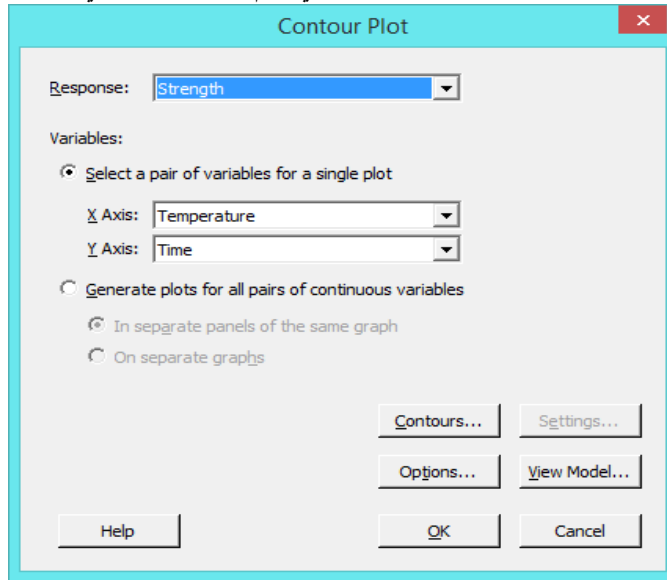 Contour Plot
Response: Strength
Variables:
Select a pair of variables for a single plot
X Axis: Temperature
Y Axis: Time
Generate plots for all pairs of continuous variables
In separate panels of the same graph
On separate graphs
Contours... Settings...
Options... View Model...
Help OK Cancel